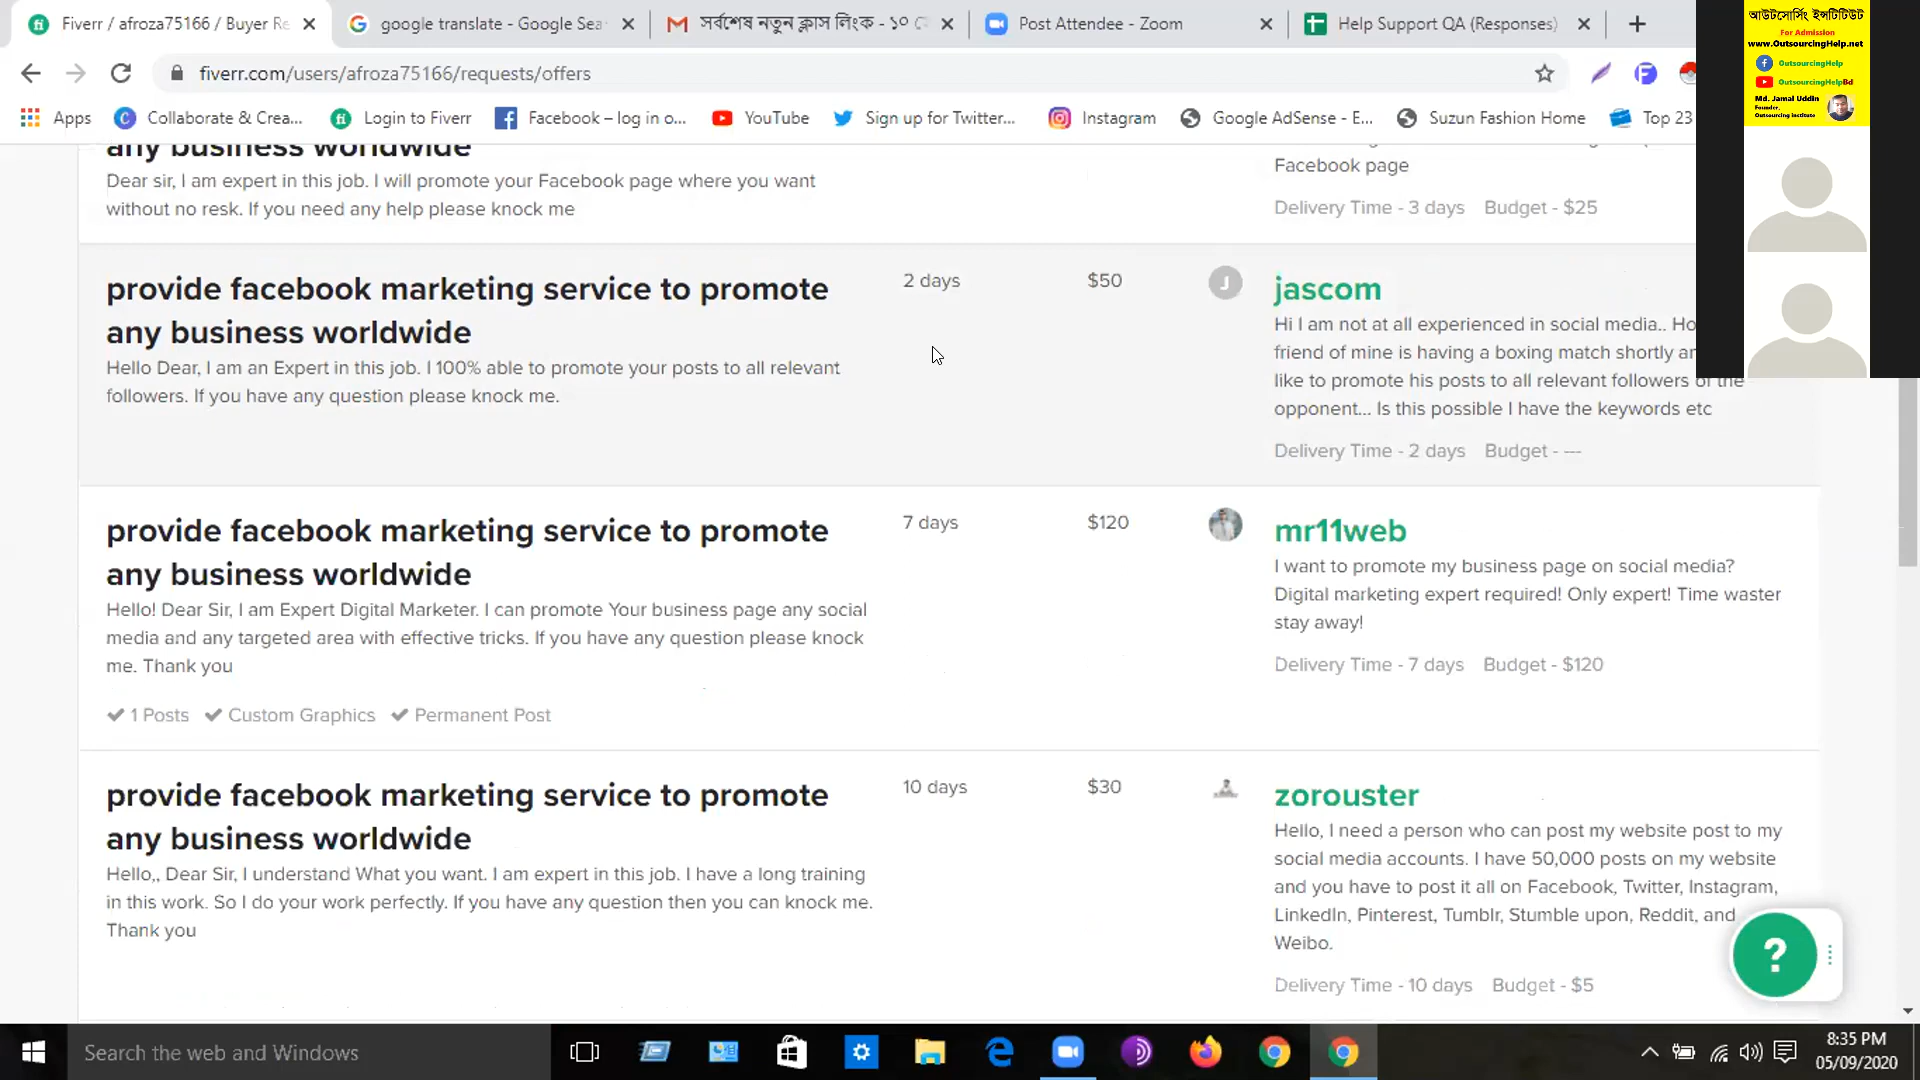 Fiverr / afroza75166 / Buyer Re
google translate - Google Sea
সর্বশেষ নতুন ক্লাস লিংক - ১০ সে
Post Attendee - Zoom
Help Support QA (Responses)
fiverr.com/users/afroza75166/requests/offers
Apps
Collaborate & Crea...
Login to Fiverr
Facebook – log in o...
YouTube
Sign up for Twitter...
Instagram
Google AdSense - E...
Suzun Fashion Home
Top 23
আউটসোর্সিং ইন্সটিটিউট
For Admission
www.OutsourcingHelp.net
OutsourcingHelp
OutsourcingHelpBd
Md. Jamal Uddin
Founder,
Outsourcing institute
any business worldwide
Dear sir, I am expert in this job. I will promote your Facebook page where you want
without no resk. If you need any help please knock me
Facebook page
Delivery Time - 3 days Budget - $25
provide facebook marketing service to promote
any business worldwide
Hello Dear, I am an Expert in this job. I 100% able to promote your posts to all relevant
followers. If you have any question please knock me.
2 days
$50
J
jascom
Hi I am not at all experienced in social media.. Ho
friend of mine is having a boxing match shortly an
like to promote his posts to all relevant followers of the
opponent... Is this possible I have the keywords etc
Delivery Time - 2 days Budget - ---
provide facebook marketing service to promote
any business worldwide
Hello! Dear Sir, I am Expert Digital Marketer. I can promote Your business page any social
media and any targeted area with effective tricks. If you have any question please knock
me. Thank you
1 Posts Custom Graphics Permanent Post
7 days
$120
mr11web
I want to promote my business page on social media?
Digital marketing expert required! Only expert! Time waster
stay away!
Delivery Time - 7 days Budget - $120
provide facebook marketing service to promote
any business worldwide
Hello,, Dear Sir, I understand What you want. I am expert in this job. I have a long training
in this work. So I do your work perfectly. If you have any question then you can knock me.
Thank you
10 days
$30
zorouster
Hello, I need a person who can post my website post to my
social media accounts. I have 50,000 posts on my website
and you have to post it all on Facebook, Twitter, Instagram,
LinkedIn, Pinterest, Tumblr, Stumble upon, Reddit, and
Weibo.
Delivery Time - 10 days Budget - $5
?
Search the web and Windows
8:35 PM
05/09/2020